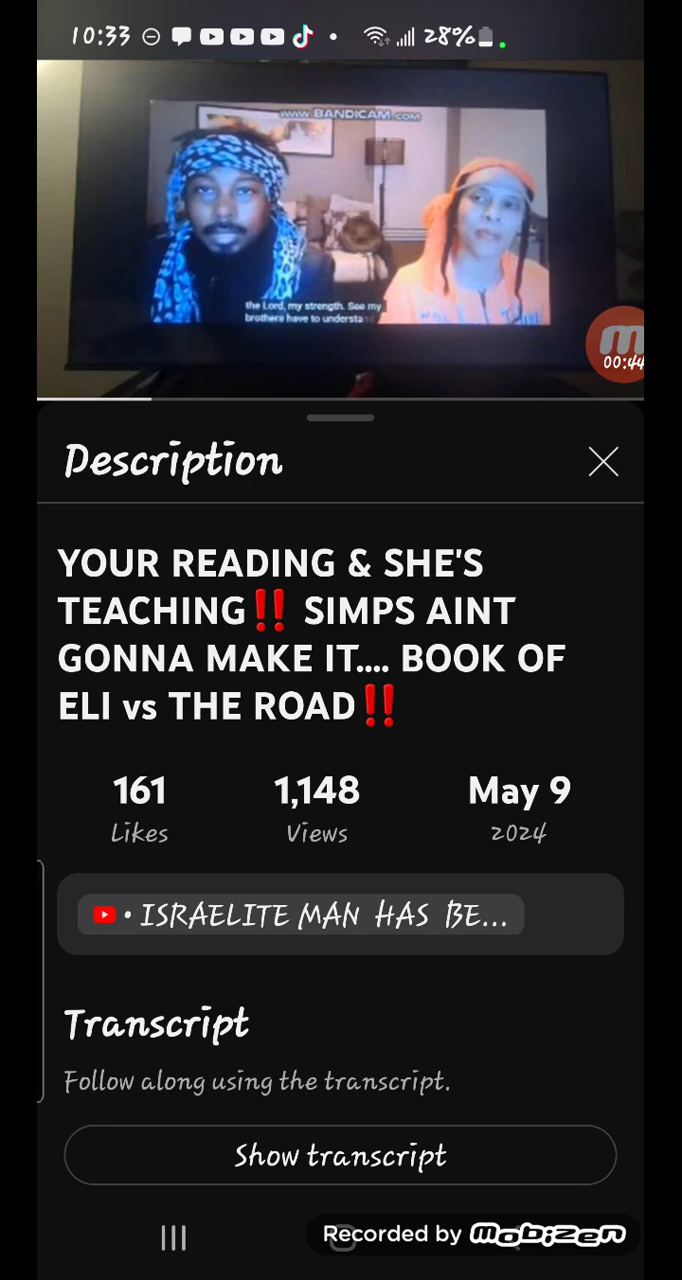 10:33
28%
www.BANDICAM.COM
the Lord, my strength. See my
brothers have to understand
00:44
Description
YOUR READING & SHE'S
TEACHING‼️ SIMPS AINT
GONNA MAKE IT.... BOOK OF
ELI vs THE ROAD‼️
161 1,148 May 9
Likes Views 2024
• ISRAELITE MAN HAS BE...
Transcript
Follow along using the transcript.
Show transcript
Recorded by mobizen